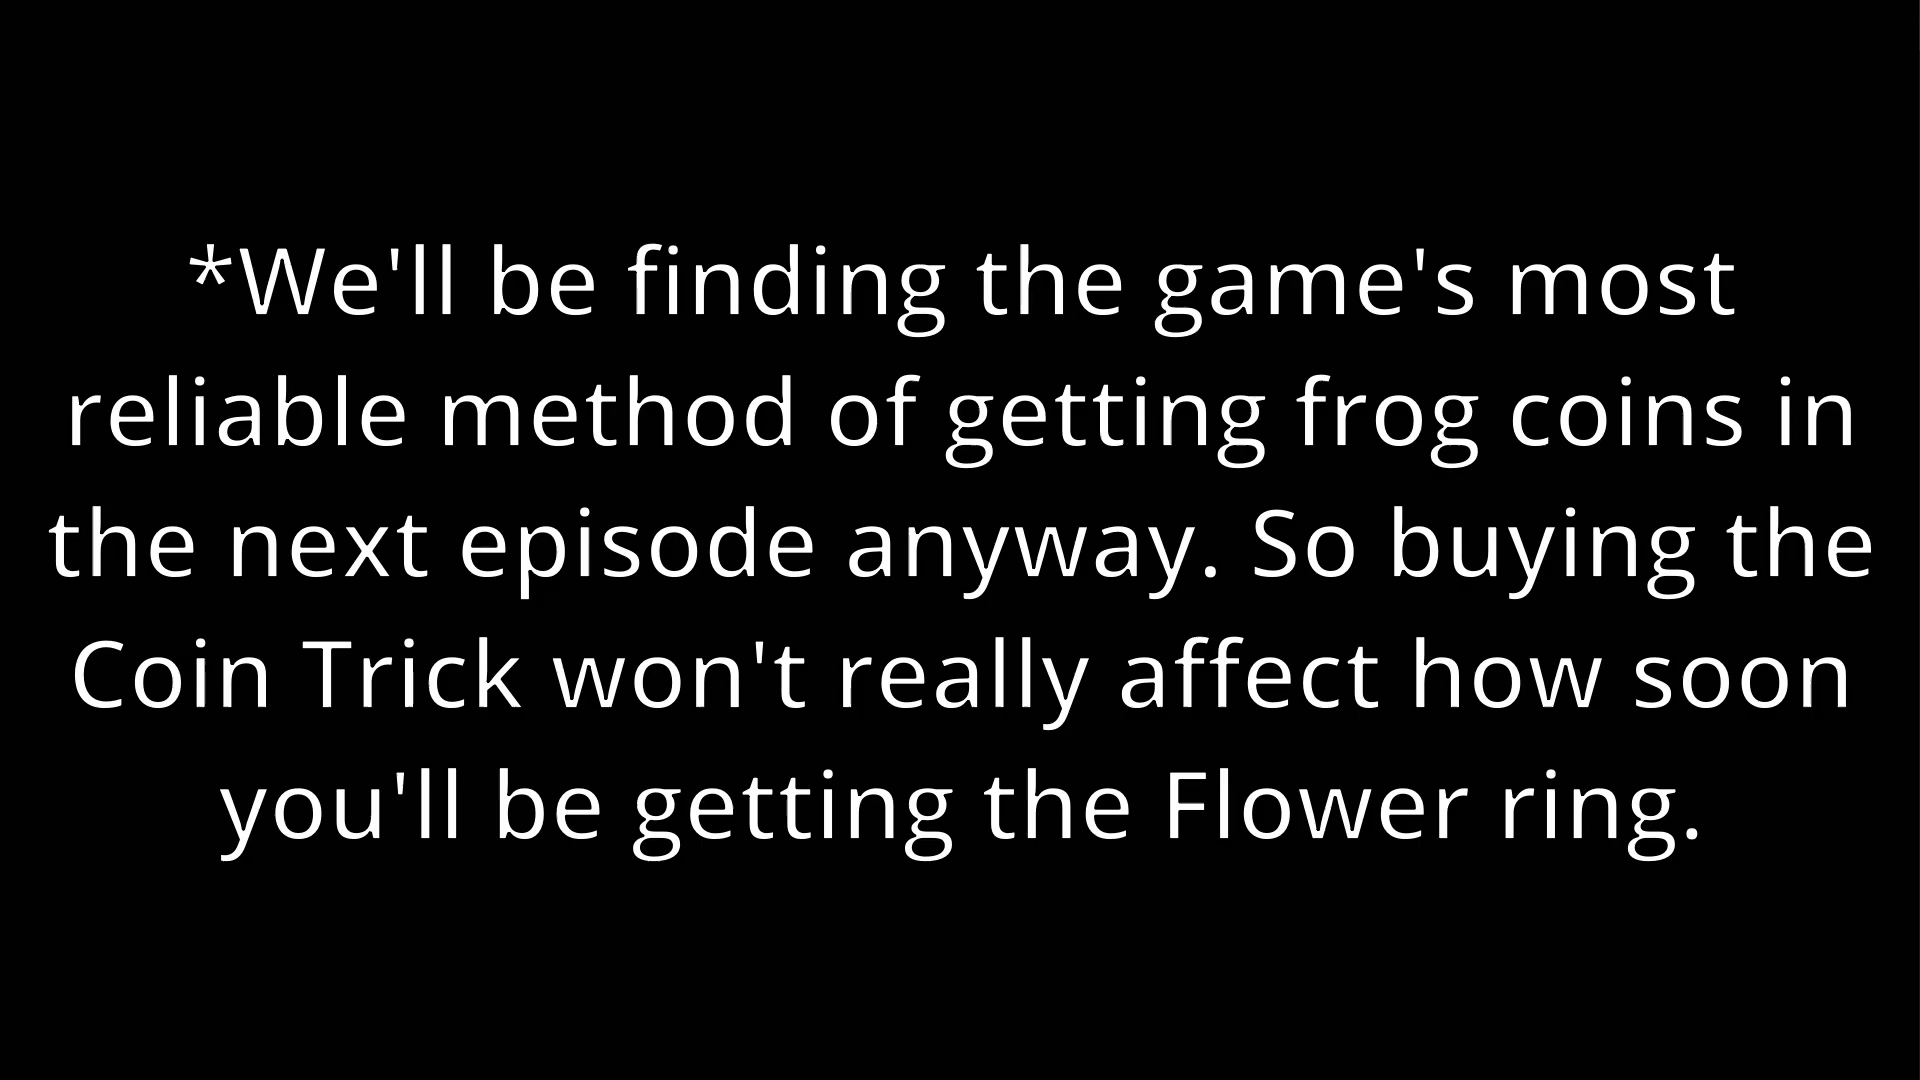 *We'll be finding the game's most
reliable method of getting frog coins in
the next episode anyway. So buying the
Coin Trick won't really affect how soon
you'll be getting the Flower ring.